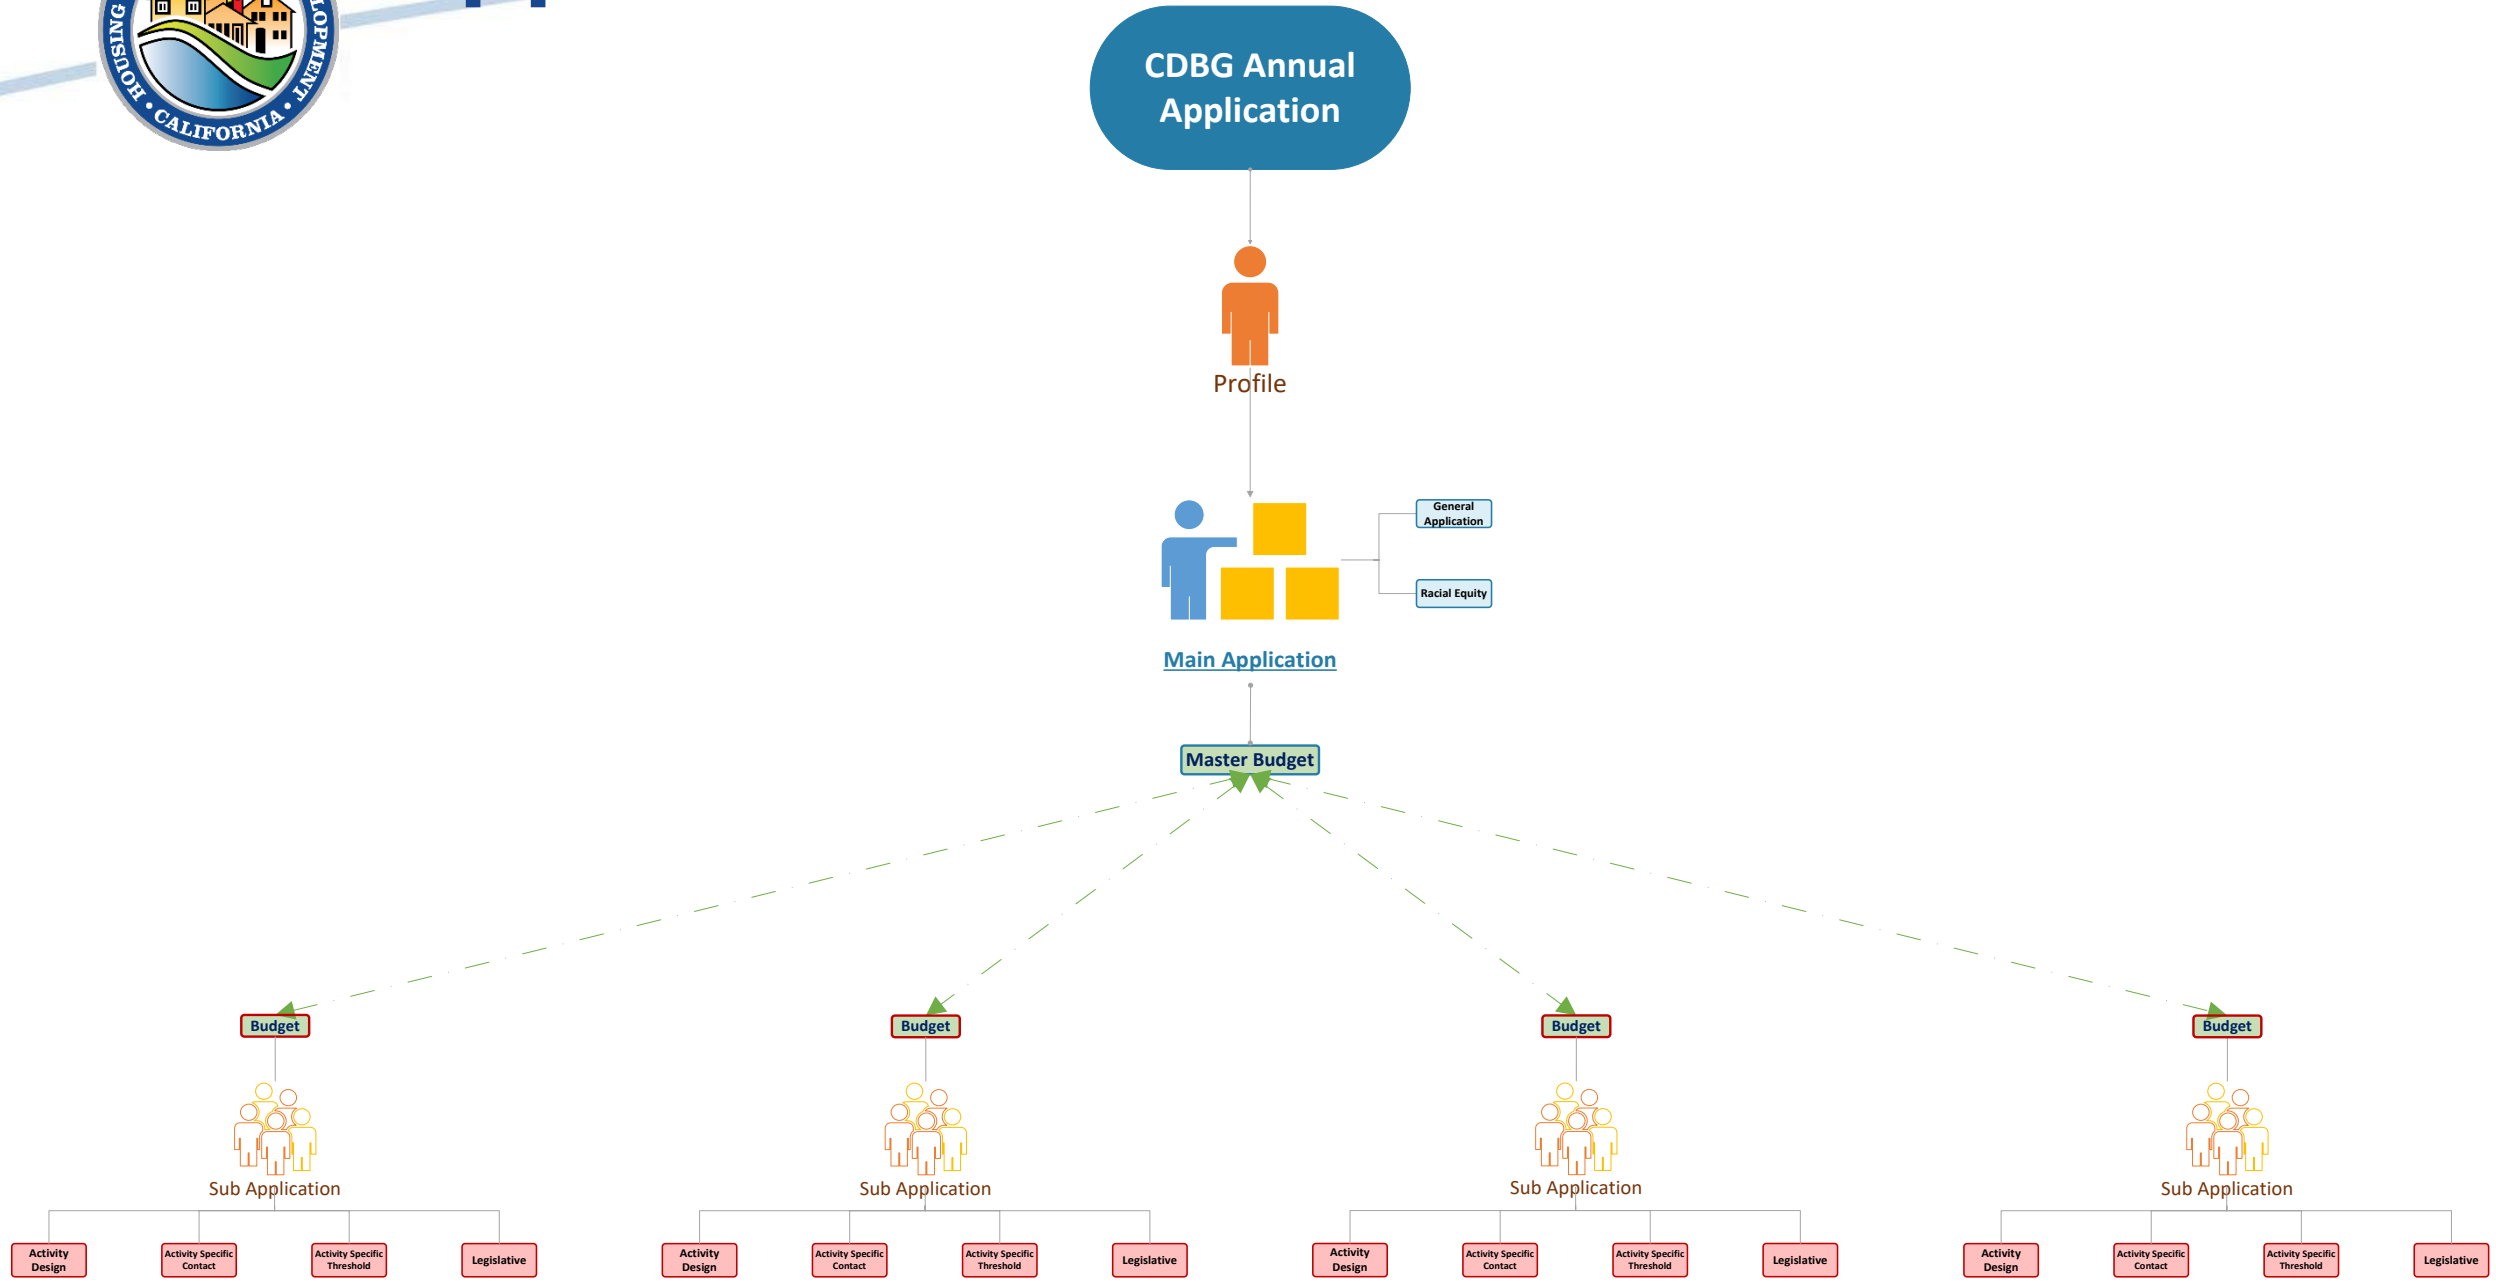 HOUSING
CALIFORNIA
CDBG Annual
Application
Profile
General
Application
Racial Equity
Main Application
Master Budget
Budget
Budget
Budget
Budget
Sub Application
Sub Application
Sub Application
Sub Application
Activity
Design
Activity Specific
Contact
Activity Specific
Threshold
Legislative
Activity
Design
Activity Specific
Contact
Activity Specific
Threshold
Legislative
Activity
Design
Activity Specific
Contact
Activity Specific
Threshold
Legislative
Activity
Design
Activity Specific
Contact
Activity Specific
Threshold
Legislative